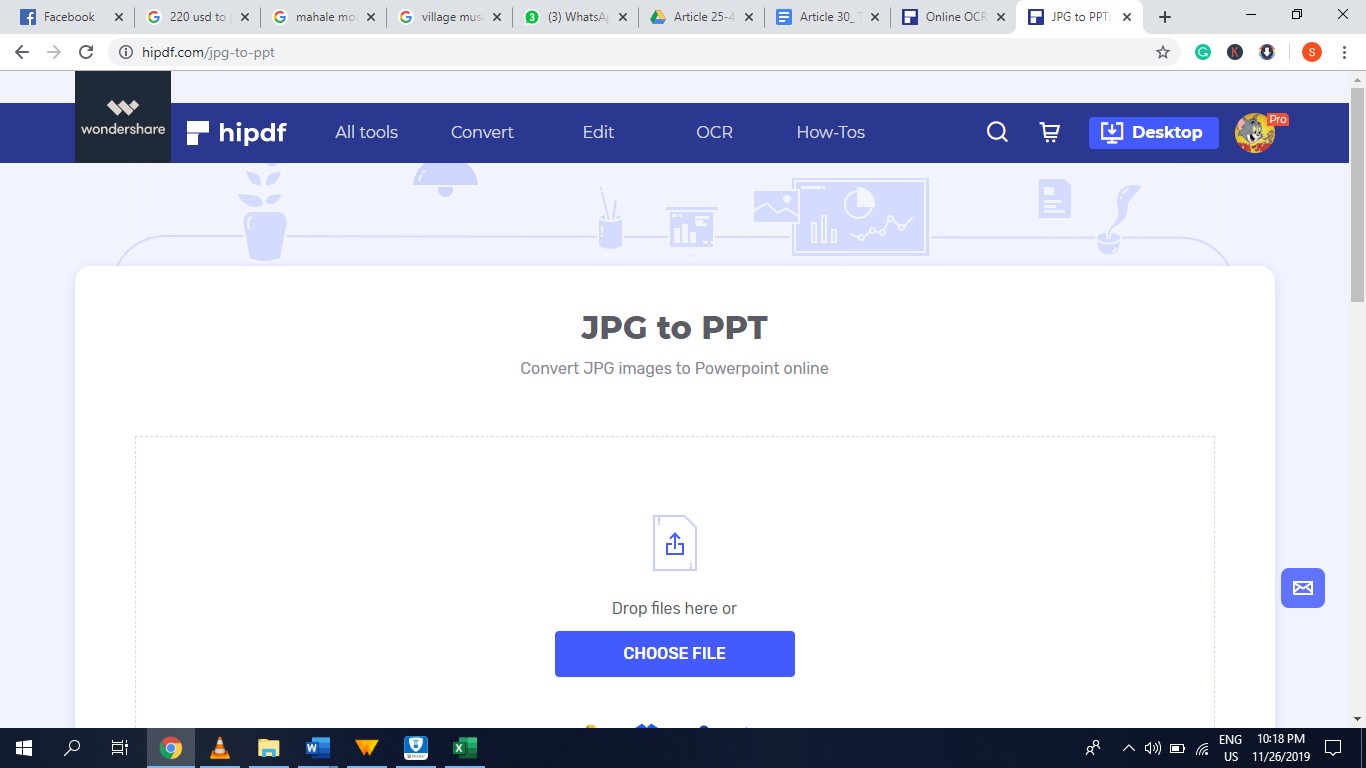 Facebook
220 usd to
mahale mo
village mus
(3) WhatsA
Article 25-4
Article 30_
Online OCR
JPG to PPT
hipdf.com/jpg-to-ppt
S
wondershare
hipdf
All tools
Convert
Edit
OCR
How-Tos
Desktop
Pro
JPG to PPT
Convert JPG images to Powerpoint online
Drop files here or
CHOOSE FILE
ENG
US
10:18 PM
11/26/2019